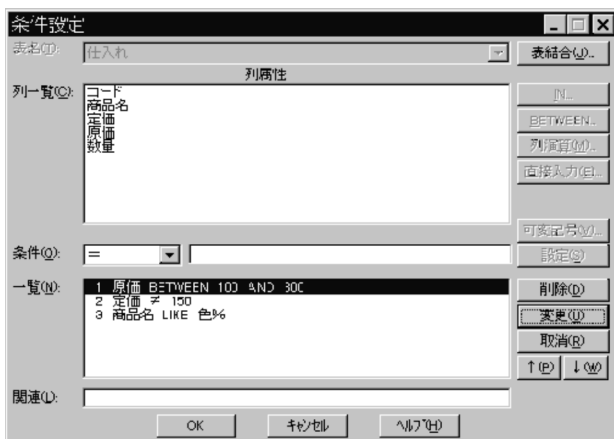 条件設定
表名(T):
仕入れ
表結合(J)...
列属性
列一覧(C):
コード
商品名
定価
原価
数量
IN...
BETWEEN...
列演算(M)...
直接入力(E)...
可変記号(V)...
条件(O):
=
設定(S)
一覧(N):
1 原価 BETWEEN 100 AND 300
2 定価 ≠ 150
3 商品名 LIKE 色%
削除(D)
変更(U)
取消(R)
↑(P) ↓(W)
関連(L):
OK キャンセル ヘルプ(H)